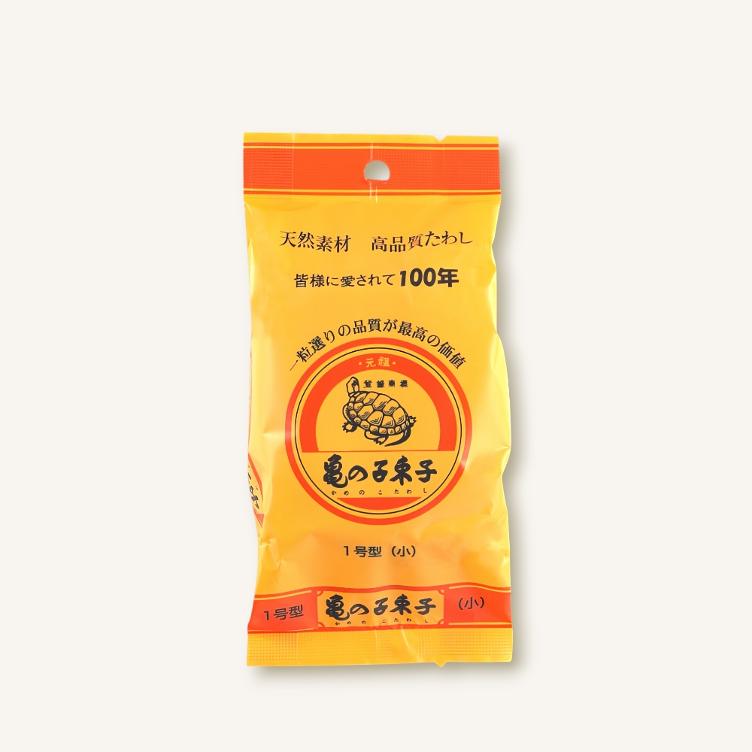 天然素材　高品質たわし
皆様に愛されて100年
一粒選りの品質が最高の価値
・元祖・
亀の子束子
かめのこたわし
1号型（小）
1号型
亀の子束子
かめのこたわし
（小）